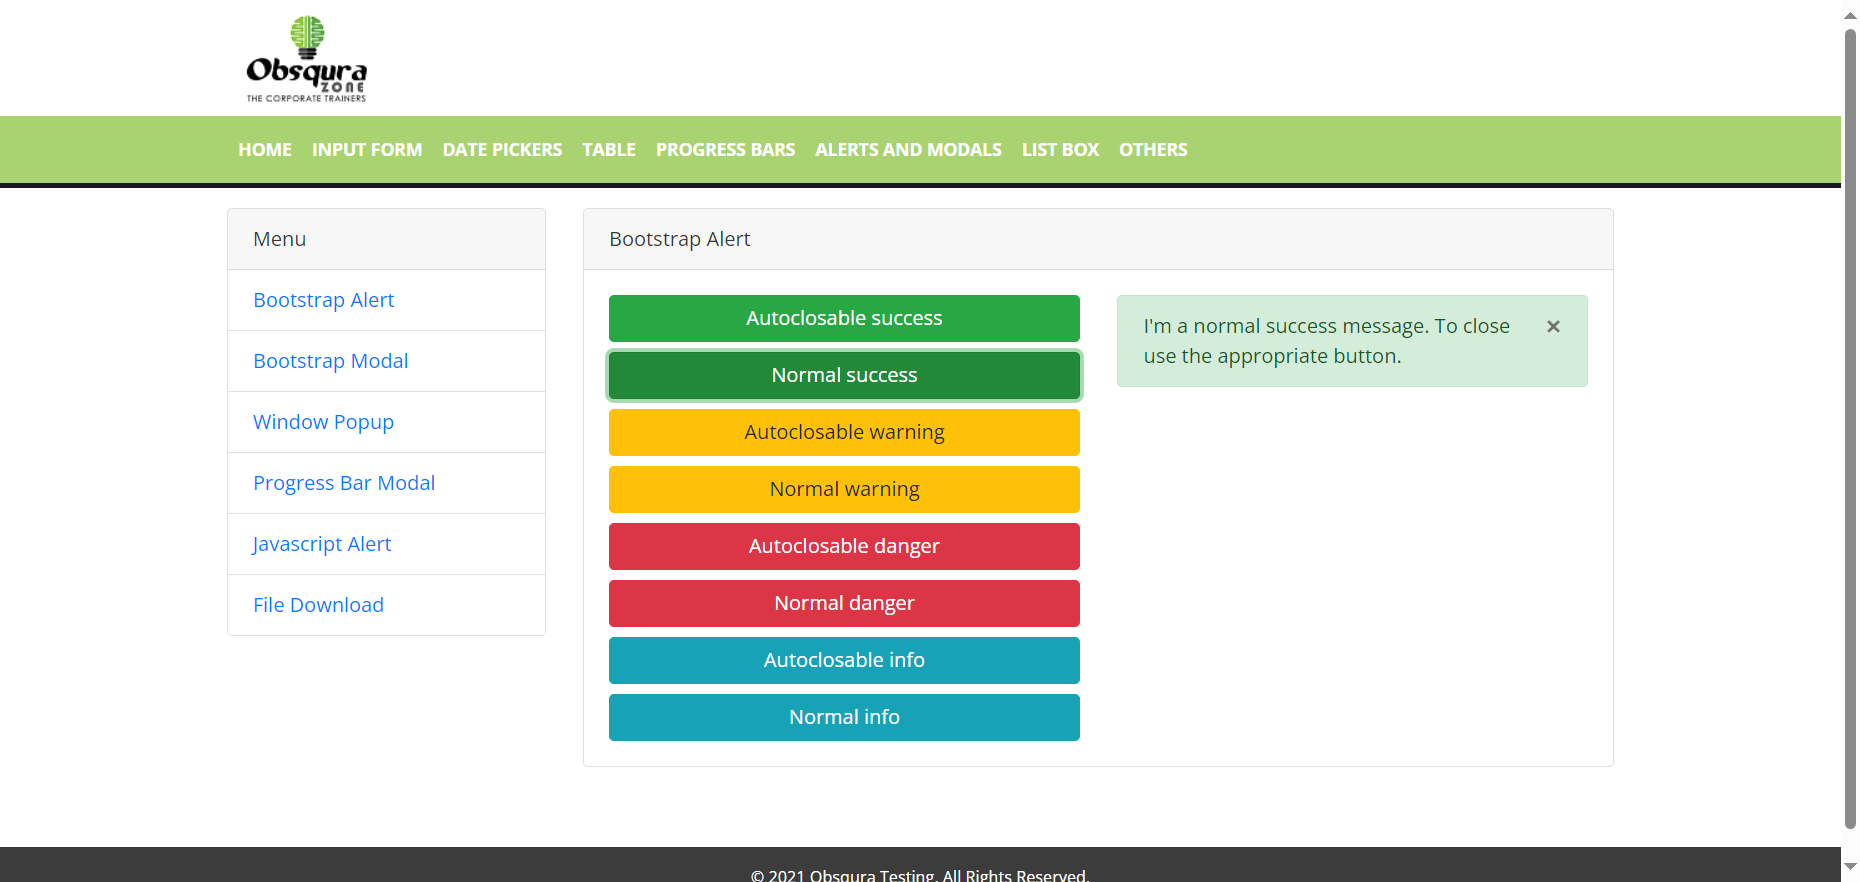 Obsqura
ZONE
THE CORPORATE TRAINERS
HOME INPUT FORM DATE PICKERS TABLE PROGRESS BARS ALERTS AND MODALS LIST BOX OTHERS
Menu
Bootstrap Alert
Bootstrap Modal
Window Popup
Progress Bar Modal
Javascript Alert
File Download
Bootstrap Alert
Autoclosable success
Normal success
Autoclosable warning
Normal warning
Autoclosable danger
Normal danger
Autoclosable info
Normal info
I'm a normal success message. To close ×
use the appropriate button.
© 2021 Obsqura Testing. All Rights Reserved.